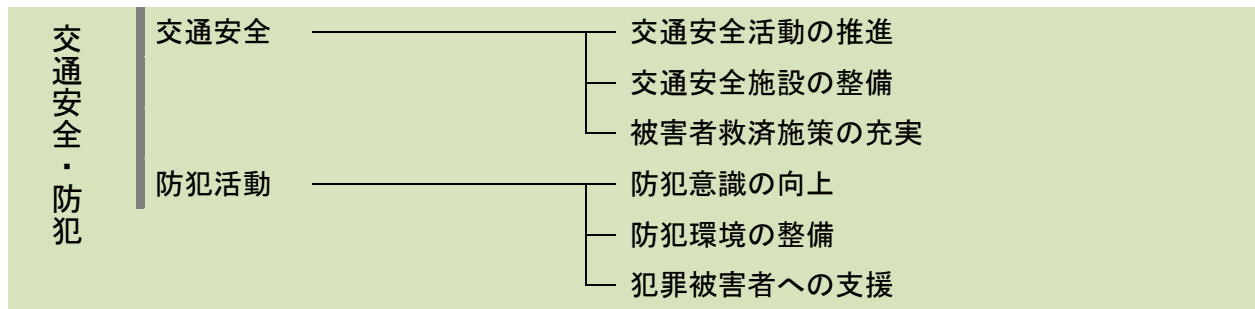 交通安全・防犯
交通安全
交通安全活動の推進
交通安全施設の整備
被害者救済施策の充実
防犯活動
防犯意識の向上
防犯環境の整備
犯罪被害者への支援